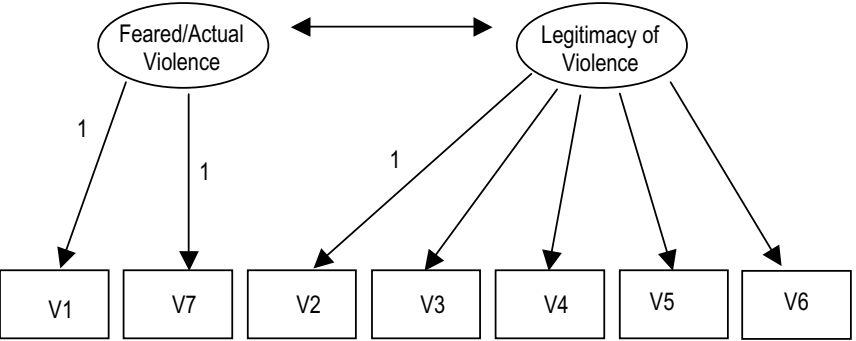 Feared/Actual
Violence
Legitimacy of
Violence
1
1
1
V1
V7
V2
V3
V4
V5
V6